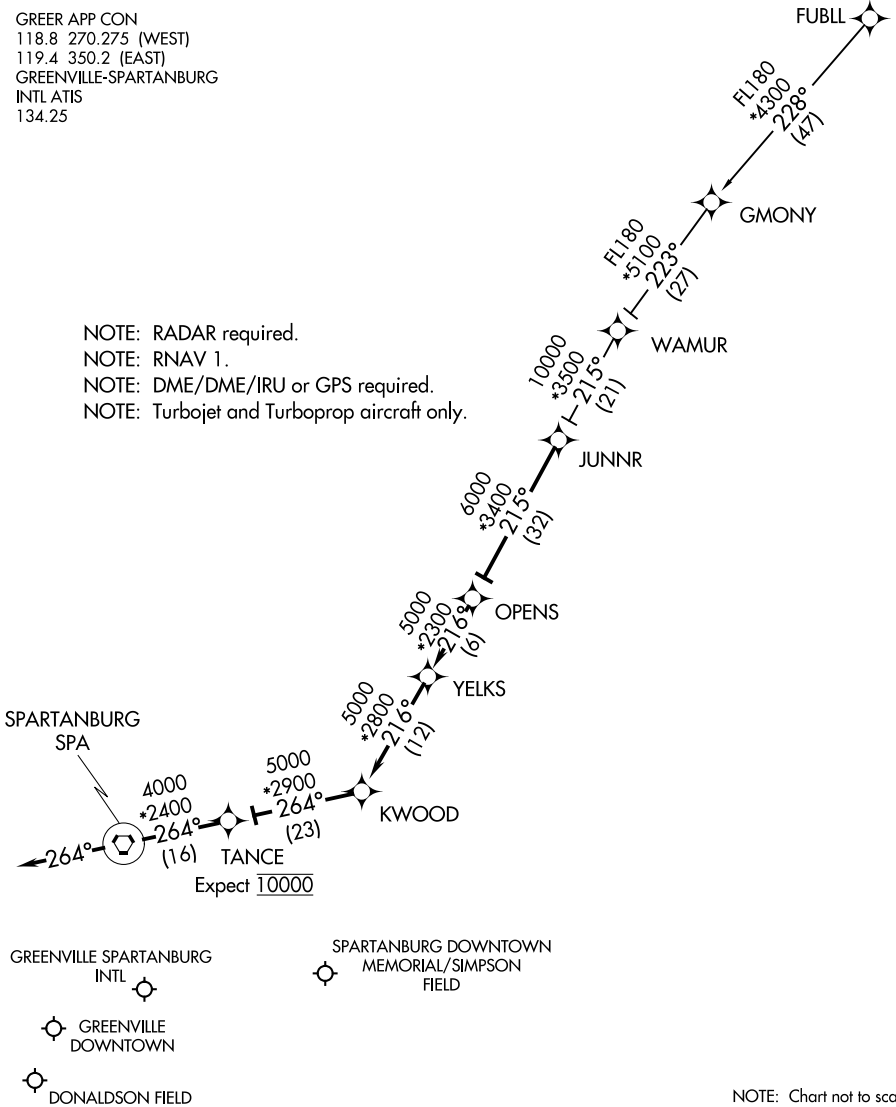 GREER APP CON
118.8 270.275 (WEST)
119.4 350.2 (EAST)
GREENVILLE-SPARTANBURG
INTL ATIS
134.25
FUBLL
FL180
*4300
228°
(47)
GMONY
FL180
*5100
223°
(27)
WAMUR
NOTE: RADAR required.
NOTE: RNAV 1.
NOTE: DME/DME/IRU or GPS required.
NOTE: Turbojet and Turboprop aircraft only.
10000
*3500
215°
(21)
JUNNR
6000
*3400
215°
(32)
OPENS
5000
*2300
216°
(6)
YELKS
5000
*2800
216°
(12)
KWOOD
5000
*2900
264°
(23)
SPARTANBURG
SPA
4000
*2400
264°
(16)
TANCE
Expect 10000
264°
GREENVILLE SPARTANBURG
INTL
SPARTANBURG DOWNTOWN
MEMORIAL/SIMPSON
FIELD
GREENVILLE
DOWNTOWN
DONALDSON FIELD
NOTE: Chart not to sca